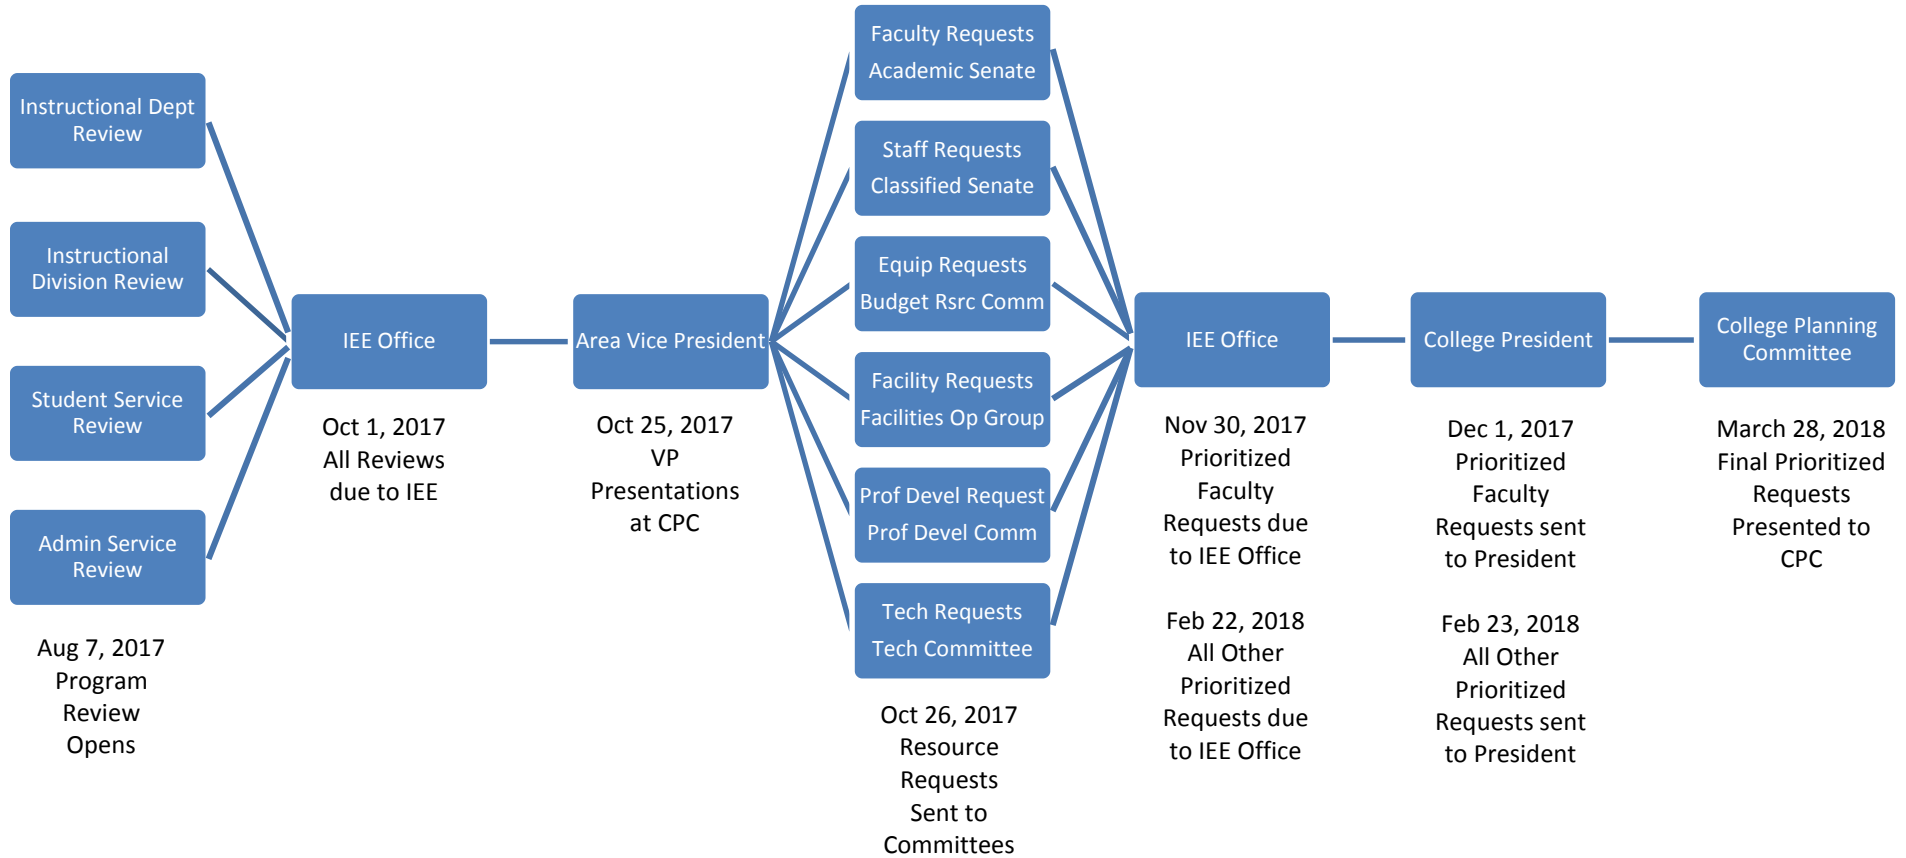 Instructional Dept
Review
Instructional
Division Review
Student Service
Review
Admin Service
Review
Aug 7, 2017
Program
Review
Opens
IEE Office
Oct 1, 2017
All Reviews
due to IEE
Area Vice President
Oct 25, 2017
VP
Presentations
at CPC
Faculty Requests
Academic Senate
Staff Requests
Classified Senate
Equip Requests
Budget Rsrc Comm
Facility Requests
Facilities Op Group
Prof Devel Request
Prof Devel Comm
Tech Requests
Tech Committee
Oct 26, 2017
Resource
Requests
Sent to
Committees
IEE Office
Nov 30, 2017
Prioritized
Faculty
Requests due
to IEE Office
Feb 22, 2018
All Other
Prioritized
Requests due
to IEE Office
College President
Dec 1, 2017
Prioritized
Faculty
Requests sent
to President
Feb 23, 2018
All Other
Prioritized
Requests sent
to President
College Planning
Committee
March 28, 2018
Final Prioritized
Requests
Presented to
CPC